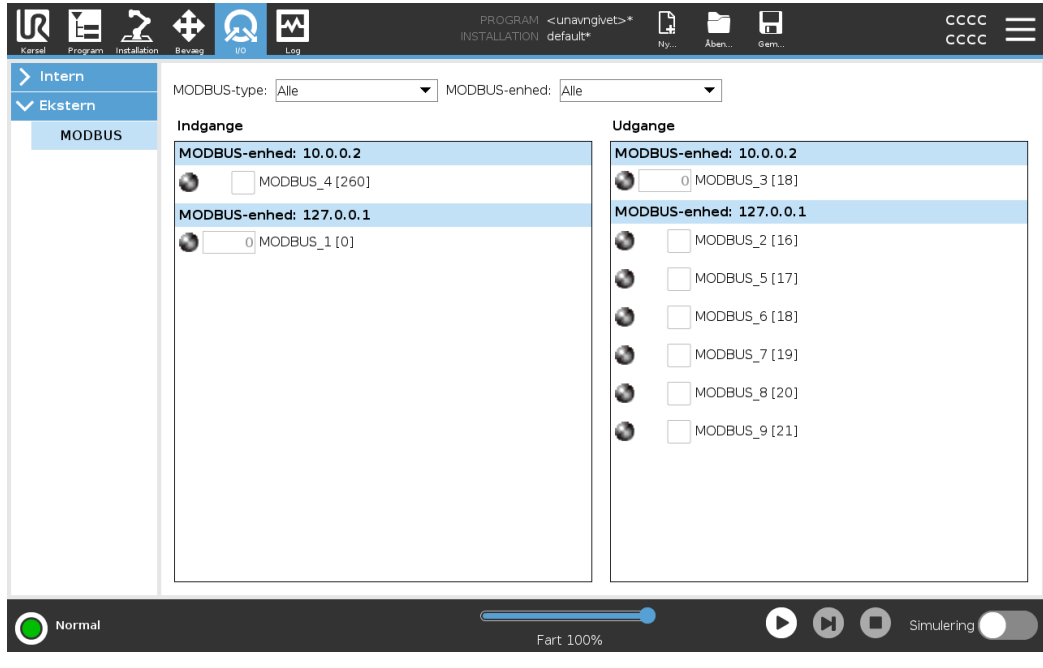 PROGRAM <unavngivet>*
INSTALLATION default*
CCCC
CCCC
Kørsel Program Installation Bevæg I/O Log Ny... Åben... Gem...
Intern
Ekstern
MODBUS
MODBUS-type: Alle MODBUS-enhed: Alle
Indgange
MODBUS-enhed: 10.0.0.2
MODBUS_4 [260]
MODBUS-enhed: 127.0.0.1
0 MODBUS_1 [0]
Udgange
MODBUS-enhed: 10.0.0.2
0 MODBUS_3 [18]
MODBUS-enhed: 127.0.0.1
MODBUS_2 [16]
MODBUS_5 [17]
MODBUS_6 [18]
MODBUS_7 [19]
MODBUS_8 [20]
MODBUS_9 [21]
Normal
Fart 100%
Simulering